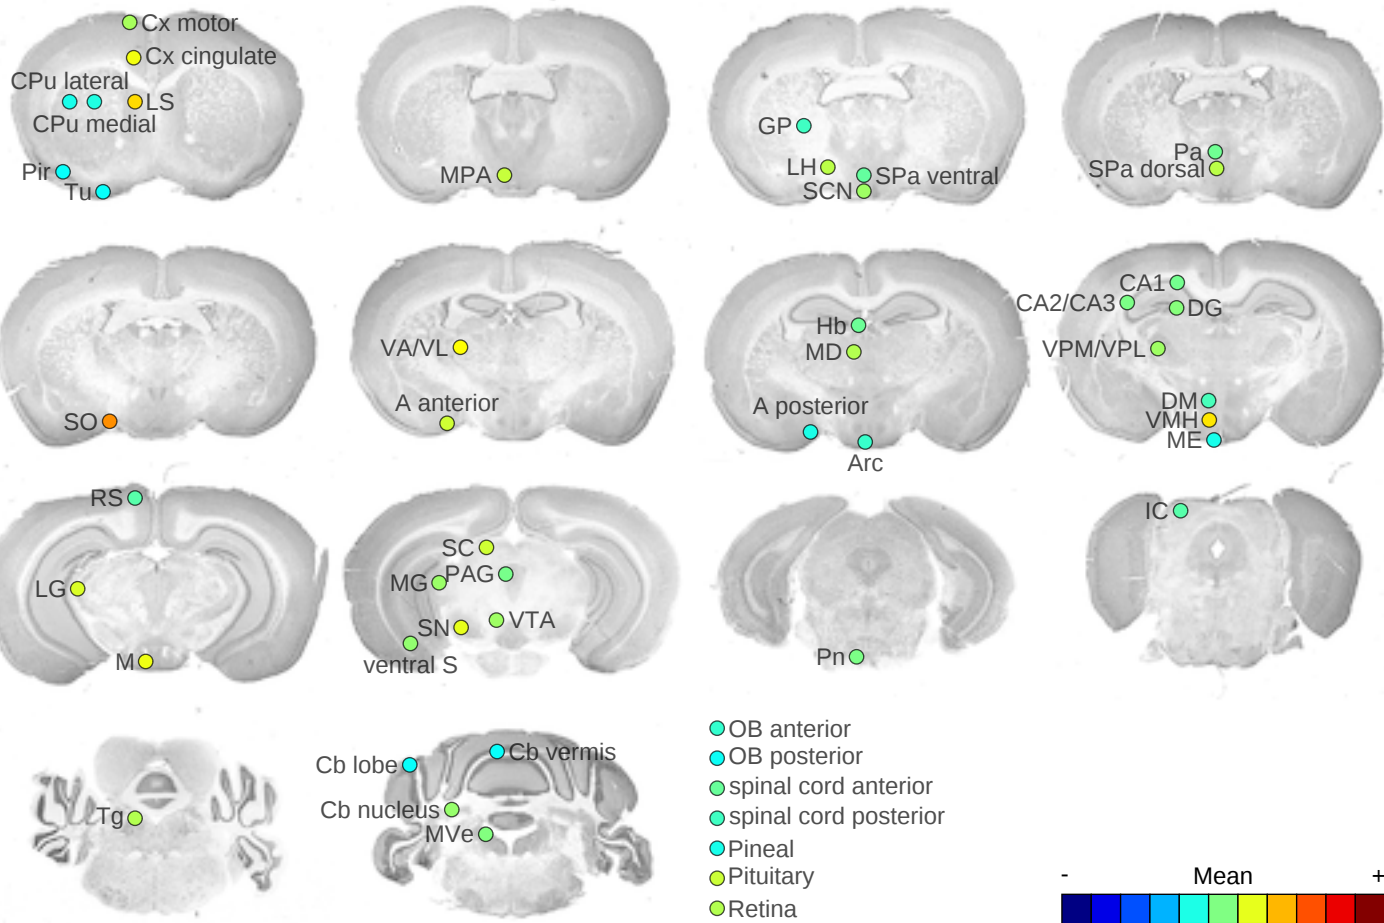 Cx motor
Cx cingulate
CPu lateral
LS
CPu medial
Pir
Tu
MPA
GP
LH
SPa ventral
SCN
Pa
SPa dorsal
SO
VA/VL
A anterior
Hb
MD
A posterior
Arc
CA1
CA2/CA3
DG
VPM/VPL
DM
VMH
ME
RS
LG
M
SC
MG
PAG
SN
VTA
ventral S
Pn
IC
Tg
Cb lobe
Cb vermis
Cb nucleus
MVe
OB anterior
OB posterior
spinal cord anterior
spinal cord posterior
Pineal
Pituitary
Retina
- Mean +